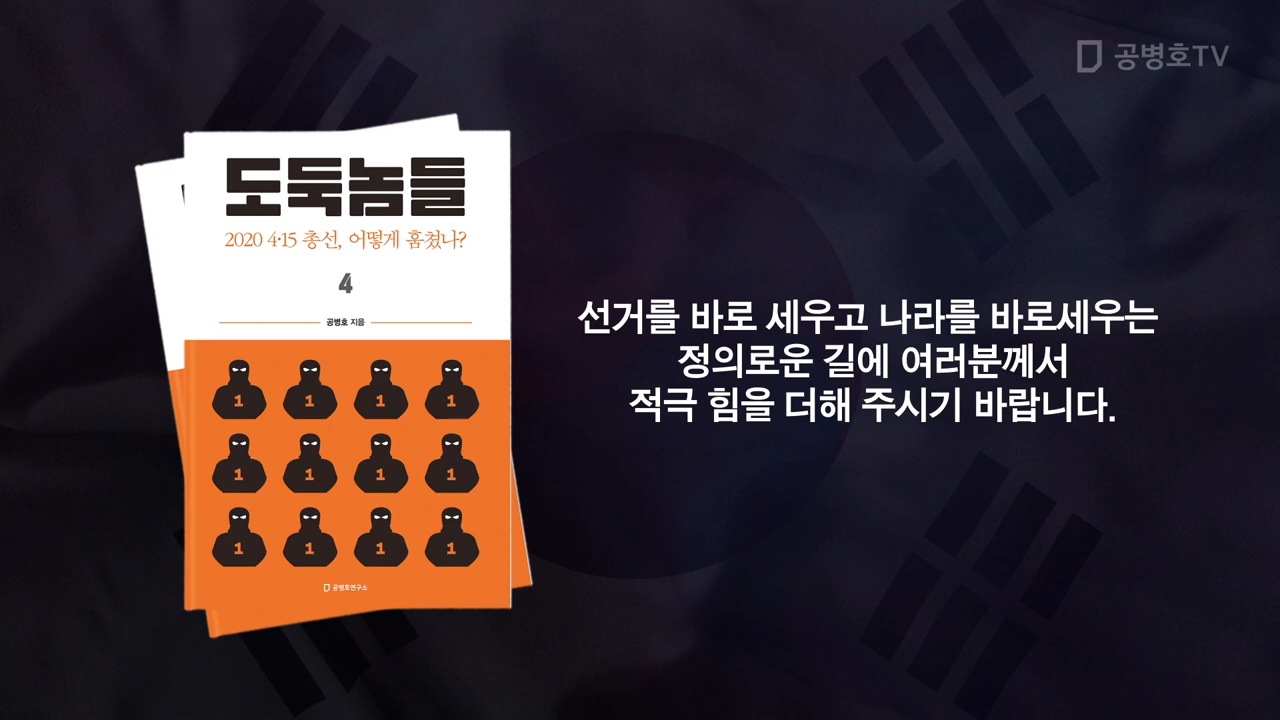 공병호TV
도둑놈들
2020 4·15 총선, 어떻게 훔쳤나?
4
공병호 지음
1 1 1 1
1 1 1 1
1 1 1 1
공병호연구소
선거를 바로 세우고 나라를 바로세우는
정의로운 길에 여러분께서
적극 힘을 더해 주시기 바랍니다.